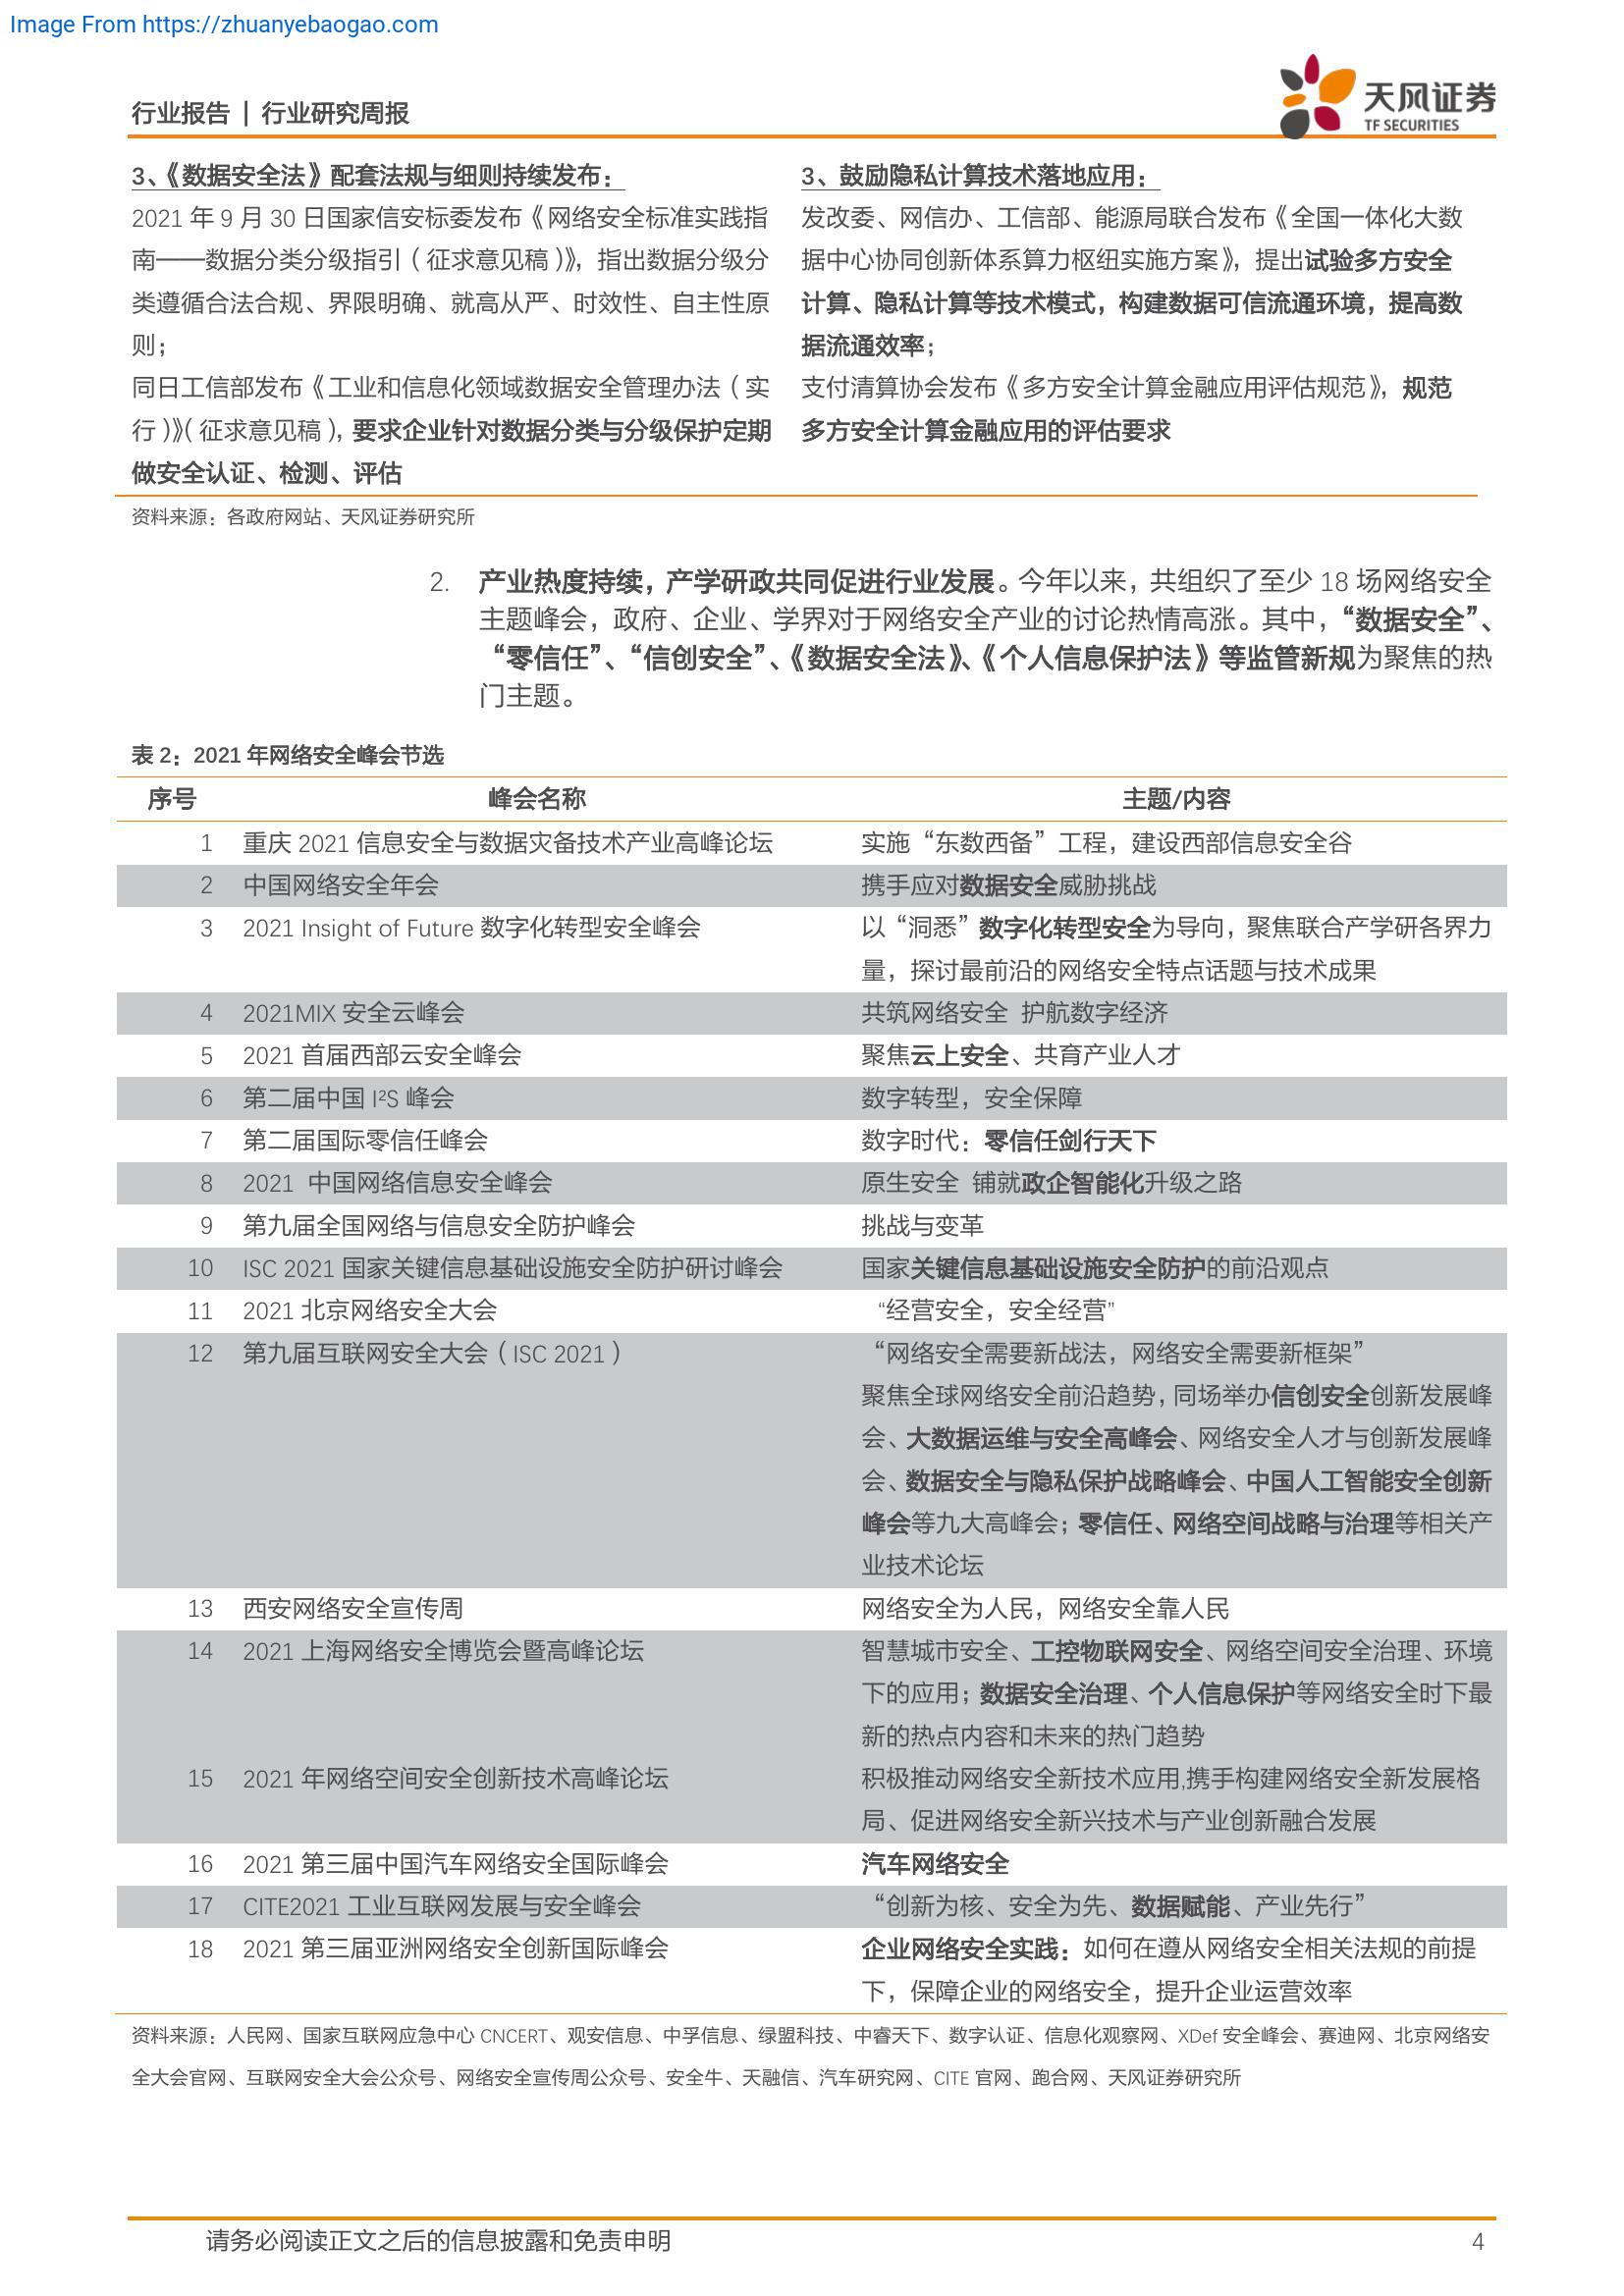 Image From https://zhuanyebaogao.com
行业报告 | 行业研究周报
天风证券
TF SECURITIES
3、《数据安全法》配套法规与细则持续发布：
2021 年 9 月 30 日国家信安标委发布《网络安全标准实践指
南——数据分类分级指引（征求意见稿）》，指出数据分级分
类遵循合法合规、界限明确、就高从严、时效性、自主性原
则；
同日工信部发布《工业和信息化领域数据安全管理办法（实
行）》（征求意见稿），要求企业针对数据分类与分级保护定期
做安全认证、检测、评估
3、鼓励隐私计算技术落地应用：
发改委、网信办、工信部、能源局联合发布《全国一体化大数
据中心协同创新体系算力枢纽实施方案》，提出试验多方安全
计算、隐私计算等技术模式，构建数据可信流通环境，提高数
据流通效率；
支付清算协会发布《多方安全计算金融应用评估规范》，规范
多方安全计算金融应用的评估要求
资料来源：各政府网站、天风证券研究所
2. 产业热度持续，产学研政共同促进行业发展。今年以来，共组织了至少 18 场网络安全
主题峰会，政府、企业、学界对于网络安全产业的讨论热情高涨。其中，“数据安全”、
“零信任”、“信创安全”、《数据安全法》、《个人信息保护法》等监管新规为聚焦的热
门主题。
表 2：2021 年网络安全峰会节选
序号 峰会名称 主题/内容
1 重庆 2021 信息安全与数据灾备技术产业高峰论坛 实施“东数西备”工程，建设西部信息安全谷
2 中国网络安全年会 携手应对数据安全威胁挑战
3 2021 Insight of Future 数字化转型安全峰会 以“洞悉”数字化转型安全为导向，聚焦联合产学研各界力
量，探讨最前沿的网络安全特点话题与技术成果
4 2021MIX 安全云峰会 共筑网络安全 护航数字经济
5 2021 首届西部云安全峰会 聚焦云上安全、共育产业人才
6 第二届中国 I²S 峰会 数字转型，安全保障
7 第二届国际零信任峰会 数字时代：零信任剑行天下
8 2021 中国网络信息安全峰会 原生安全 铺就政企智能化升级之路
9 第九届全国网络与信息安全防护峰会 挑战与变革
10 ISC 2021 国家关键信息基础设施安全防护研讨峰会 国家关键信息基础设施安全防护的前沿观点
11 2021 北京网络安全大会 “经营安全，安全经营”
12 第九届互联网安全大会（ISC 2021） “网络安全需要新战法，网络安全需要新框架”
聚焦全球网络安全前沿趋势，同场举办信创安全创新发展峰
会、大数据运维与安全高峰会、网络安全人才与创新发展峰
会、数据安全与隐私保护战略峰会、中国人工智能安全创新
峰会等九大高峰会；零信任、网络空间战略与治理等相关产
业技术论坛
13 西安网络安全宣传周 网络安全为人民，网络安全靠人民
14 2021 上海网络安全博览会暨高峰论坛 智慧城市安全、工控物联网安全、网络空间安全治理、环境
下的应用；数据安全治理、个人信息保护等网络安全时下最
新的热点内容和未来的热门趋势
15 2021 年网络空间安全创新技术高峰论坛 积极推动网络安全新技术应用,携手构建网络安全新发展格
局、促进网络安全新兴技术与产业创新融合发展
16 2021 第三届中国汽车网络安全国际峰会 汽车网络安全
17 CITE2021 工业互联网发展与安全峰会 “创新为核、安全为先、数据赋能、产业先行”
18 2021 第三届亚洲网络安全创新国际峰会 企业网络安全实践：如何在遵从网络安全相关法规的前提
下，保障企业的网络安全，提升企业运营效率
资料来源：人民网、国家互联网应急中心 CNCERT、观安信息、中孚信息、绿盟科技、中睿天下、数字认证、信息化观察网、XDef 安全峰会、赛迪网、北京网络安
全大会官网、互联网安全大会公众号、网络安全宣传周公众号、安全牛、天融信、汽车研究网、CITE 官网、跑合网、天风证券研究所
请务必阅读正文之后的信息披露和免责申明 4